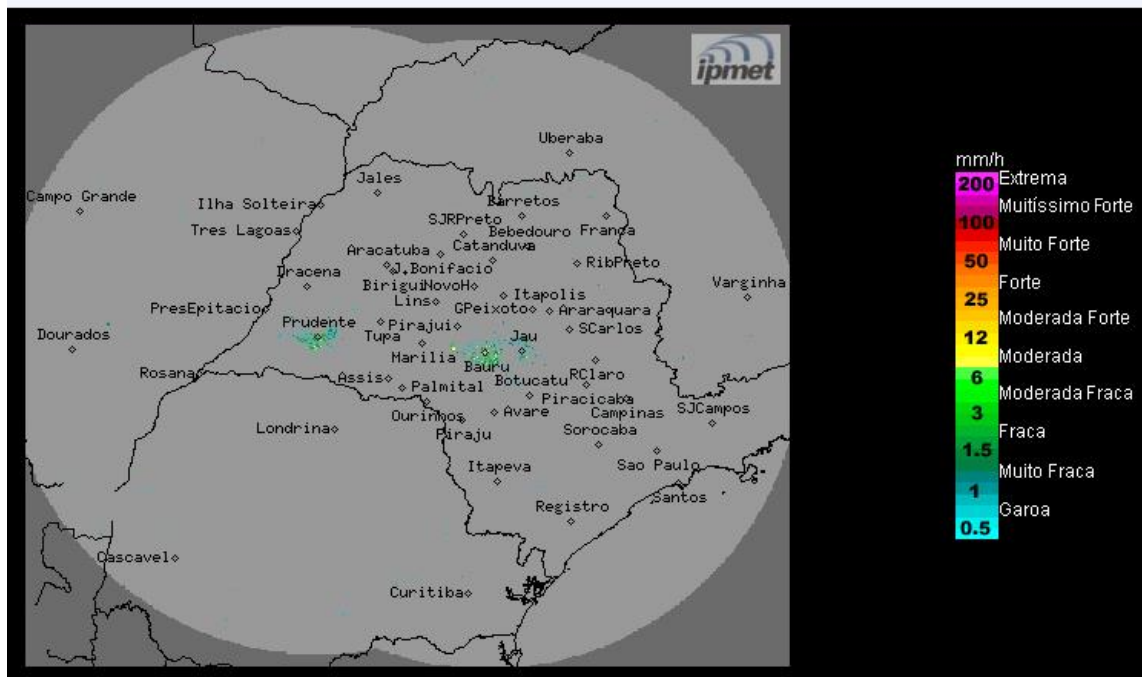 ipmet
Uberaba
Jales
Campo Grande
Ilha Solteira
Barretos
SJRPreto
Franca
Tres Lagoas
Bebedouro
Catanduva
Aracatuba
RibPreto
J.Bonifacio
Dracena
Varginha
Birigui
NovoH
Itapolis
Lins
PresEpitacio
GPeixoto
Araraquara
Prudente
Pirajui
SCarlos
Dourados
Tupa
Jau
Marilia
Bauru
Rosana
RClaro
Assis
Botucatu
Palmital
Piracicaba
SJCampos
Ourinhos
Avare
Campinas
Londrina
Piraju
Sorocaba
Itapeva
Sao Paulo
Santos
Registro
Cascavel
Curitiba
mm/h
200 Extrema
Muitíssimo Forte
100
Muito Forte
50
Forte
25
Moderada Forte
12
Moderada
6
Moderada Fraca
3
Fraca
1.5
Muito Fraca
1
Garoa
0.5